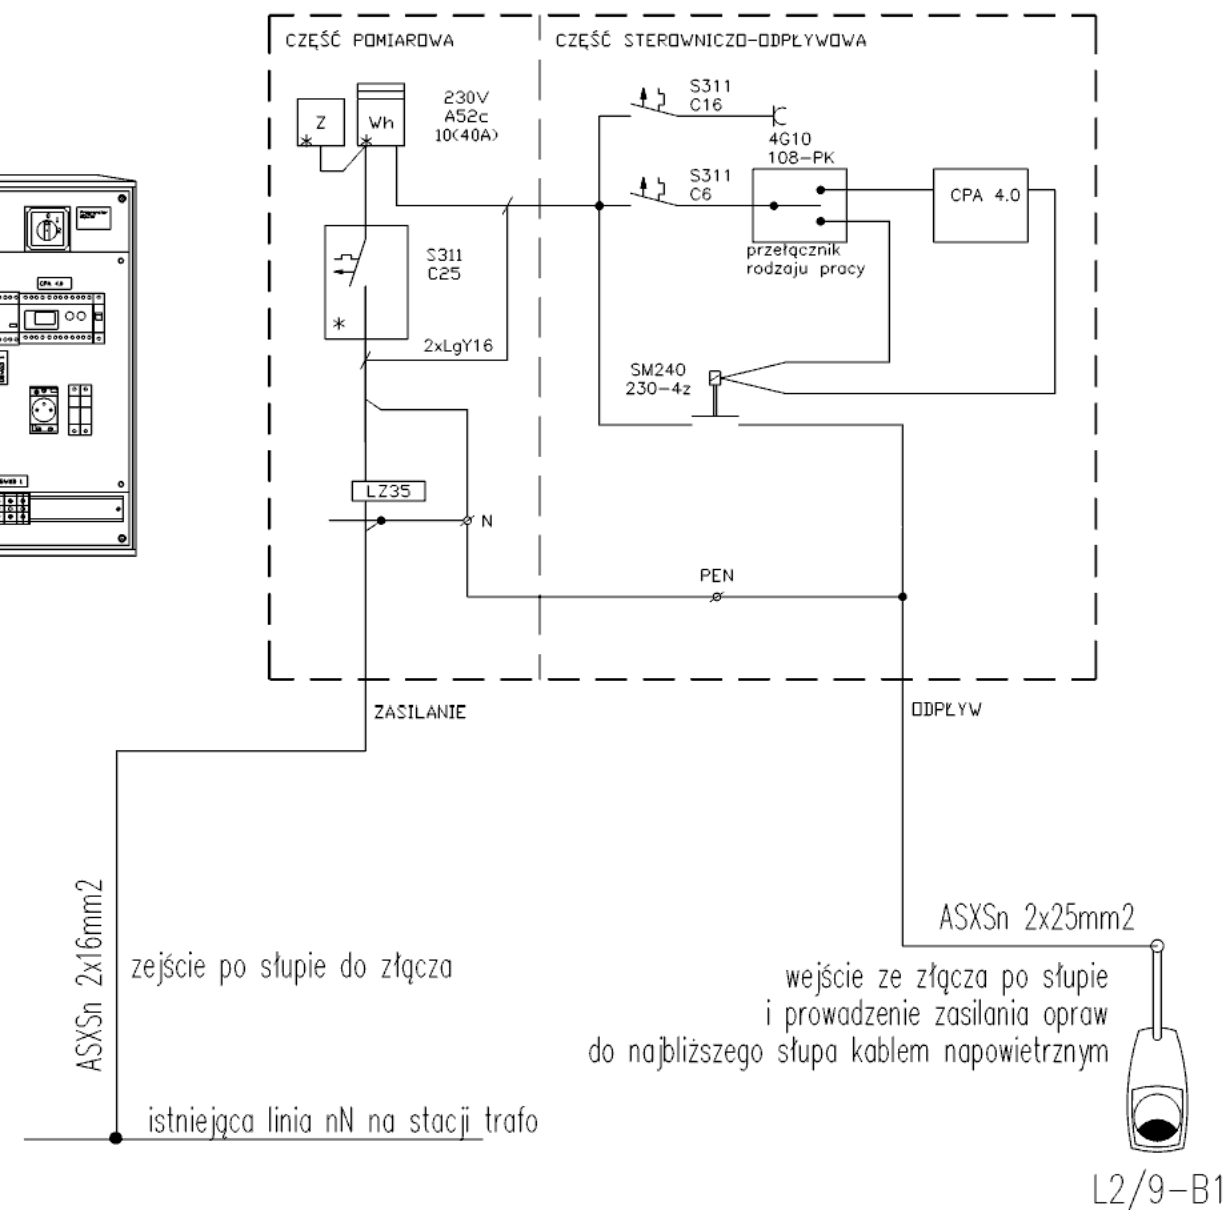 CZĘŚĆ POMIAROWA
CZĘŚĆ STEROWNICZO-ODPŁYWOWA
Z
Wh
230V
A52c
10(40A)
S311
C16
4G10
108-PK
S311
C6
CPA 4.0
przełącznik
rodzaju pracy
S311
C25
2xLgY16
SM240
230-4z
CPA 4.0
LZ35
N
PEN
ZASILANIE
ODPŁYW
ASXSn 2x16mm2
zejście po słupie do złącza
istniejąca linia nN na stacji trafo
ASXSn 2x25mm2
wejście ze złącza po słupie
i prowadzenie zasilania opraw
do najbliższego słupa kablem napowietrznym
L2/9-B1